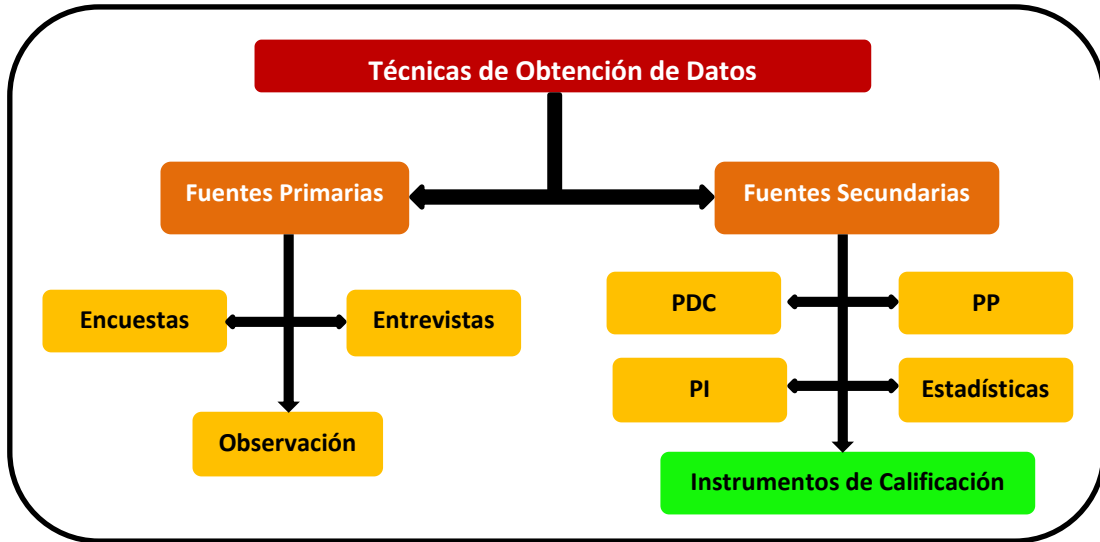 Técnicas de Obtención de Datos
Fuentes Primarias
Fuentes Secundarias
Encuestas
Entrevistas
Observación
PDC
PP
PI
Estadísticas
Instrumentos de Calificación